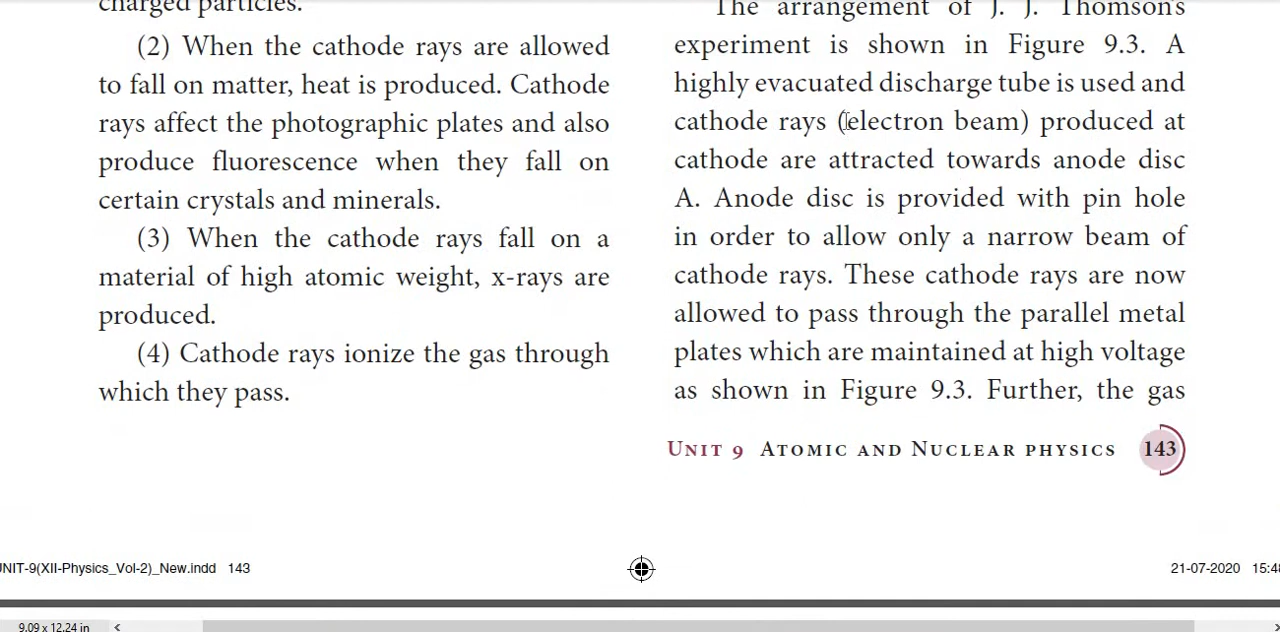 charged particles.
(2) When the cathode rays are allowed
to fall on matter, heat is produced. Cathode
rays affect the photographic plates and also
produce fluorescence when they fall on
certain crystals and minerals.
(3) When the cathode rays fall on a
material of high atomic weight, x-rays are
produced.
(4) Cathode rays ionize the gas through
which they pass.
The arrangement of J. J. Thomson's
experiment is shown in Figure 9.3. A
highly evacuated discharge tube is used and
cathode rays (electron beam) produced at
cathode are attracted towards anode disc
A. Anode disc is provided with pin hole
in order to allow only a narrow beam of
cathode rays. These cathode rays are now
allowed to pass through the parallel metal
plates which are maintained at high voltage
as shown in Figure 9.3. Further, the gas
UNIT 9 ATOMIC AND NUCLEAR PHYSICS 143
UNIT-9(XII-Physics_Vol-2)_New.indd 143
21-07-2020 15:48
9.09 x 12.24 in